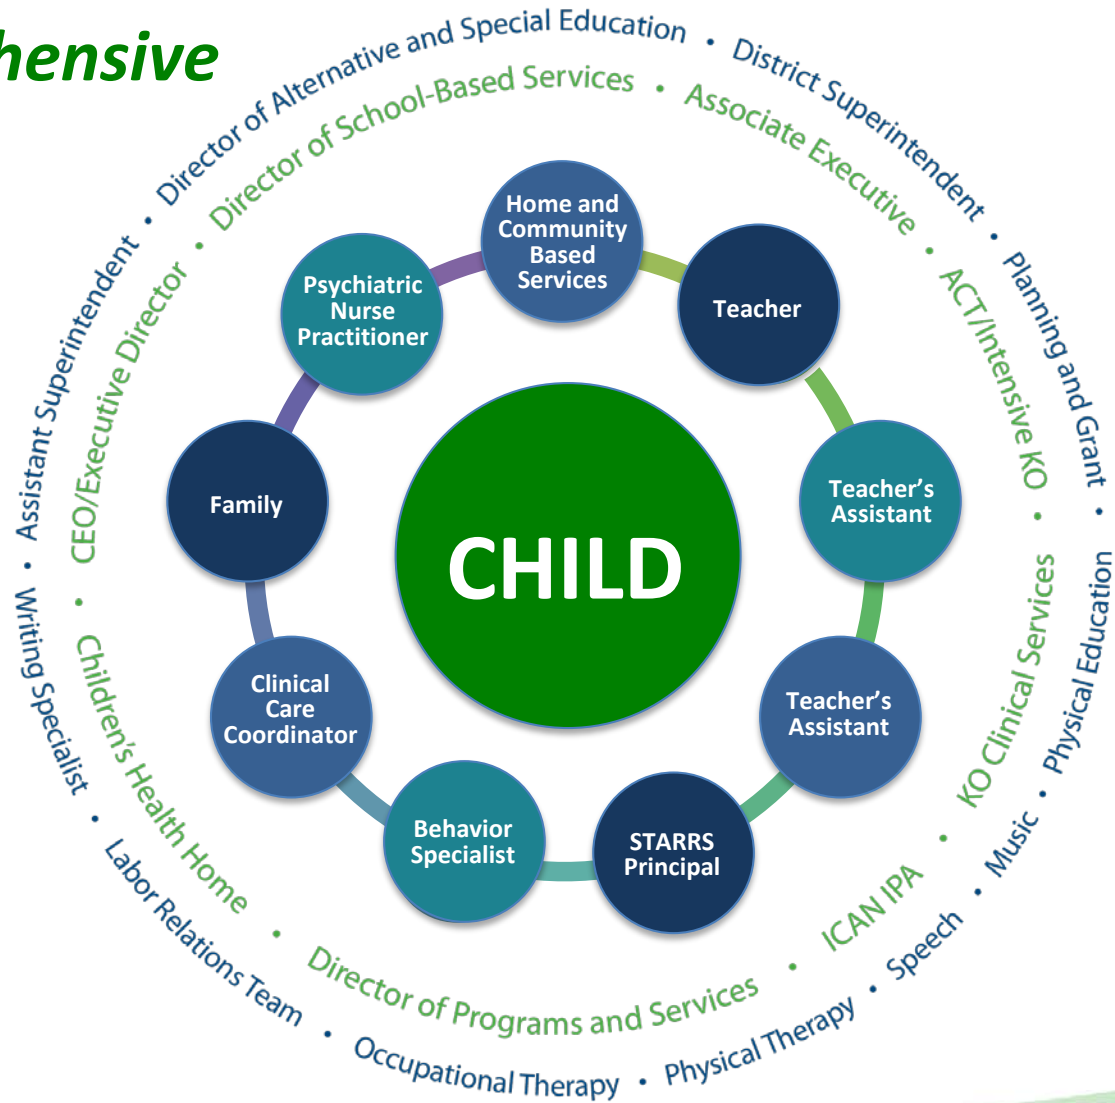 hensive
Director of Alternative and Special Education • District Superintendent • Planning and Grant • Physical Education • Music • Speech • Physical Therapy • Occupational Therapy • Labor Relations Team • Writing Specialist • Assistant Superintendent •
Director of School-Based Services • Associate Executive • ACT/Intensive KO • KO Clinical Services • ICAN IPA • Director of Programs and Services • Children's Health Home • CEO/Executive Director •
Home and
Community
Based
Services
Teacher
Teacher's
Assistant
Teacher's
Assistant
STARRS
Principal
Behavior
Specialist
Clinical
Care
Coordinator
Family
Psychiatric
Nurse
Practitioner
CHILD